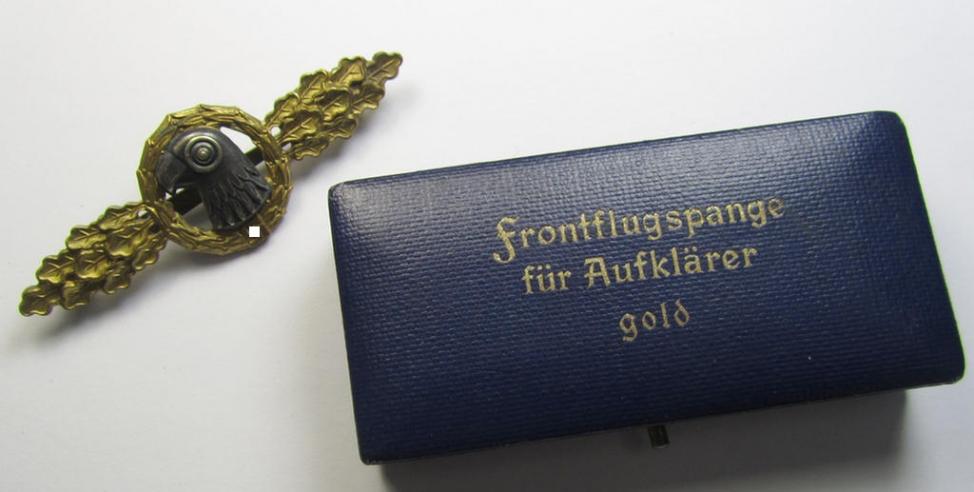 Frontflugspange
für Aufklärer
gold